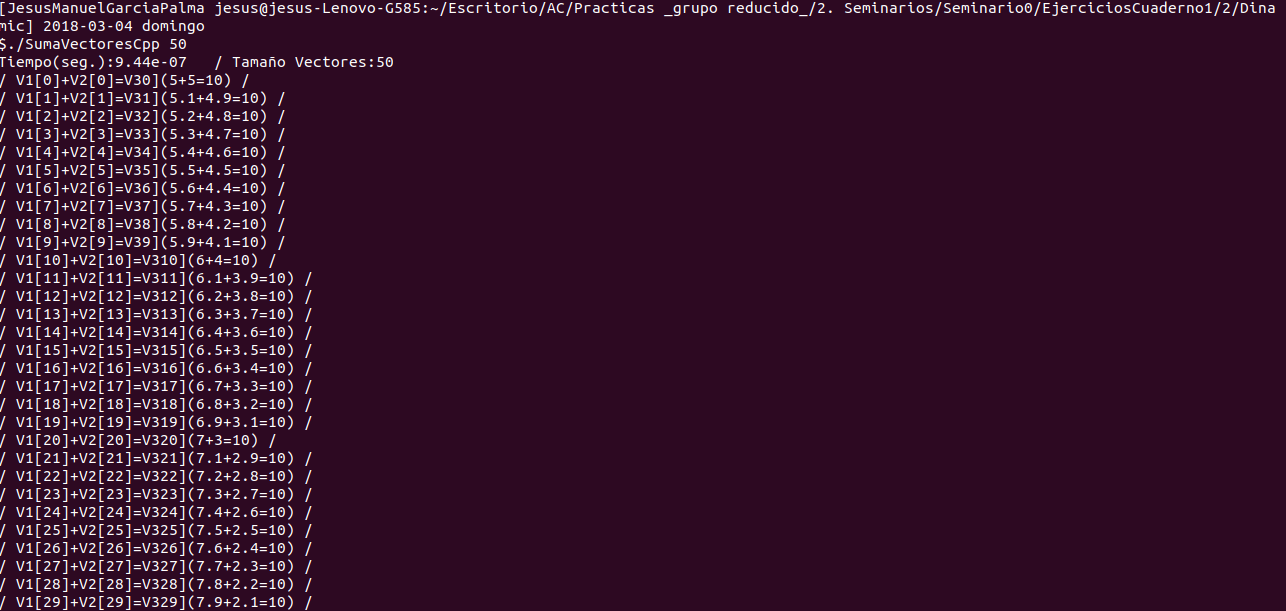 [JesusManuelGarciaPalma jesus@jesus-Lenovo-G585:~/Escritorio/AC/Practicas _grupo reducido_/2. Seminarios/Seminario0/EjerciciosCuaderno1/2/Dina
mic] 2018-03-04 domingo
$./SumaVectoresCpp 50
Tiempo(seg.):9.44e-07   / Tamaño Vectores:50
/ V1[0]+V2[0]=V30](5+5=10) /
/ V1[1]+V2[1]=V31](5.1+4.9=10) /
/ V1[2]+V2[2]=V32](5.2+4.8=10) /
/ V1[3]+V2[3]=V33](5.3+4.7=10) /
/ V1[4]+V2[4]=V34](5.4+4.6=10) /
/ V1[5]+V2[5]=V35](5.5+4.5=10) /
/ V1[6]+V2[6]=V36](5.6+4.4=10) /
/ V1[7]+V2[7]=V37](5.7+4.3=10) /
/ V1[8]+V2[8]=V38](5.8+4.2=10) /
/ V1[9]+V2[9]=V39](5.9+4.1=10) /
/ V1[10]+V2[10]=V310](6+4=10) /
/ V1[11]+V2[11]=V311](6.1+3.9=10) /
/ V1[12]+V2[12]=V312](6.2+3.8=10) /
/ V1[13]+V2[13]=V313](6.3+3.7=10) /
/ V1[14]+V2[14]=V314](6.4+3.6=10) /
/ V1[15]+V2[15]=V315](6.5+3.5=10) /
/ V1[16]+V2[16]=V316](6.6+3.4=10) /
/ V1[17]+V2[17]=V317](6.7+3.3=10) /
/ V1[18]+V2[18]=V318](6.8+3.2=10) /
/ V1[19]+V2[19]=V319](6.9+3.1=10) /
/ V1[20]+V2[20]=V320](7+3=10) /
/ V1[21]+V2[21]=V321](7.1+2.9=10) /
/ V1[22]+V2[22]=V322](7.2+2.8=10) /
/ V1[23]+V2[23]=V323](7.3+2.7=10) /
/ V1[24]+V2[24]=V324](7.4+2.6=10) /
/ V1[25]+V2[25]=V325](7.5+2.5=10) /
/ V1[26]+V2[26]=V326](7.6+2.4=10) /
/ V1[27]+V2[27]=V327](7.7+2.3=10) /
/ V1[28]+V2[28]=V328](7.8+2.2=10) /
/ V1[29]+V2[29]=V329](7.9+2.1=10) /